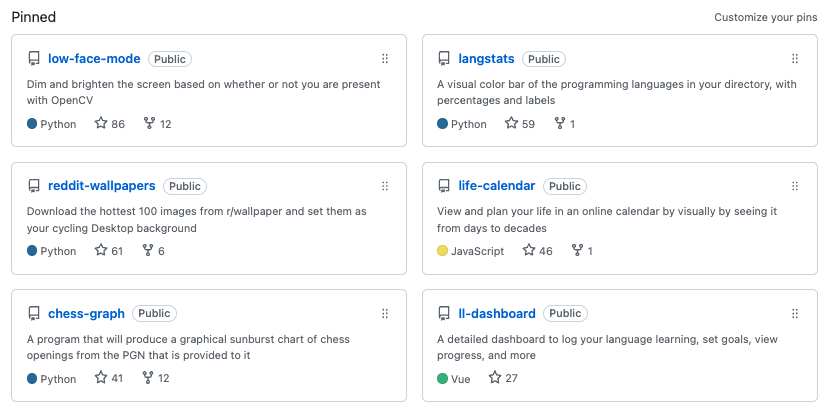 Pinned
Customize your pins
low-face-mode Public
Dim and brighten the screen based on whether or not you are present
with OpenCV
Python 86 12
langstats Public
A visual color bar of the programming languages in your directory, with
percentages and labels
Python 59 1
reddit-wallpapers Public
Download the hottest 100 images from r/wallpaper and set them as
your cycling Desktop background
Python 61 6
life-calendar Public
View and plan your life in an online calendar by visually by seeing it
from days to decades
JavaScript 46 1
chess-graph Public
A program that will produce a graphical sunburst chart of chess
openings from the PGN that is provided to it
Python 41 12
ll-dashboard Public
A detailed dashboard to log your language learning, set goals, view
progress, and more
Vue 27